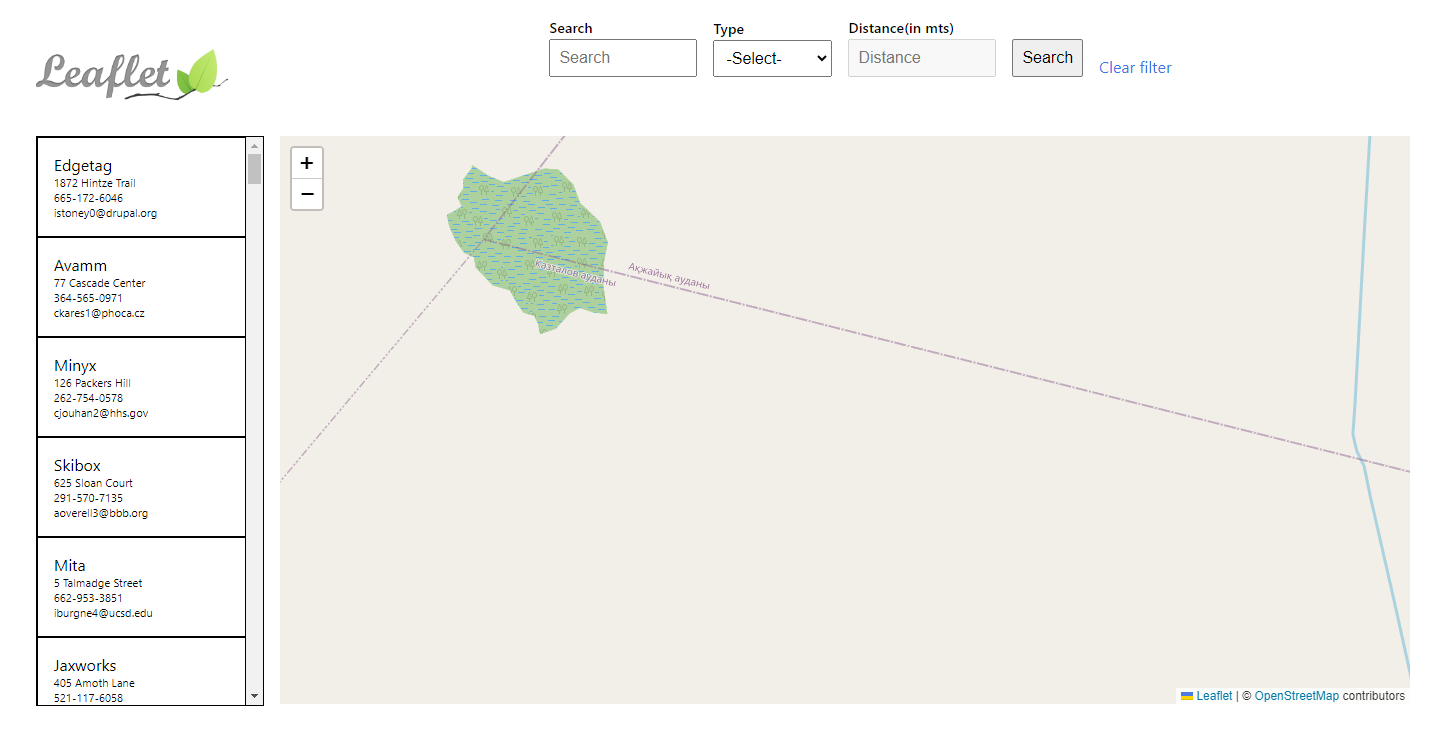 Leaflet
Search
Search
Type
-Select-
Distance(in mts)
Distance
Search
Clear filter
Edgetag
1872 Hintze Trail
665-172-6046
istoney0@drupal.org
Avamm
77 Cascade Center
364-565-0971
ckares1@phoca.cz
Minyx
126 Packers Hill
262-754-0578
cjouhan2@hhs.gov
Skibox
625 Sloan Court
291-570-7135
aoverell3@bbb.org
Mita
5 Talmadge Street
662-953-3851
iburgne4@ucsd.edu
Jaxworks
405 Amoth Lane
521-117-6058
+
−
Казталов ауданы
Ақжайық ауданы
Leaflet | © OpenStreetMap contributors